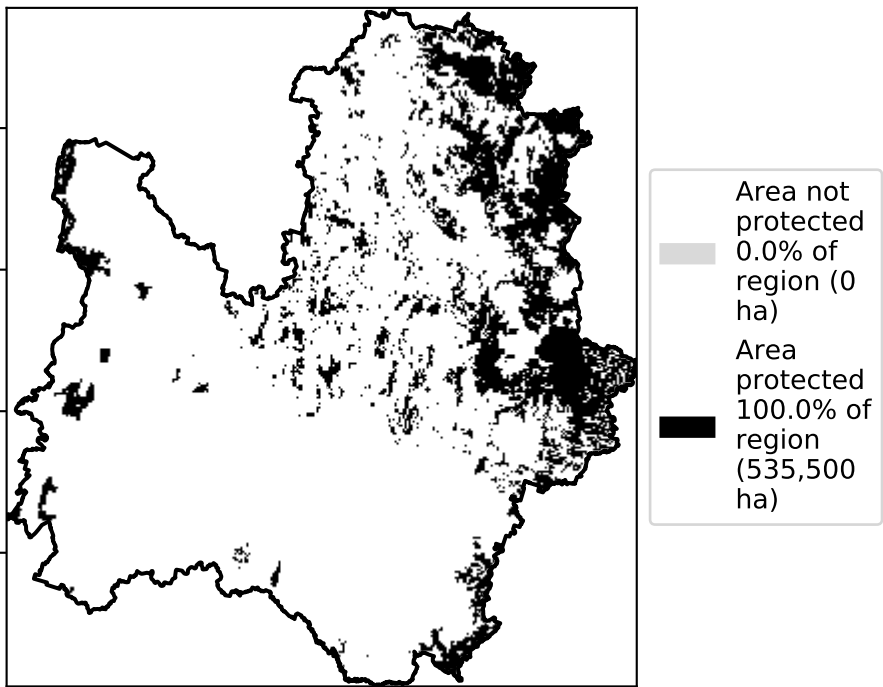 Area not
protected
0.0% of
region (0
ha)
Area
protected
100.0% of
region
(535,500
ha)